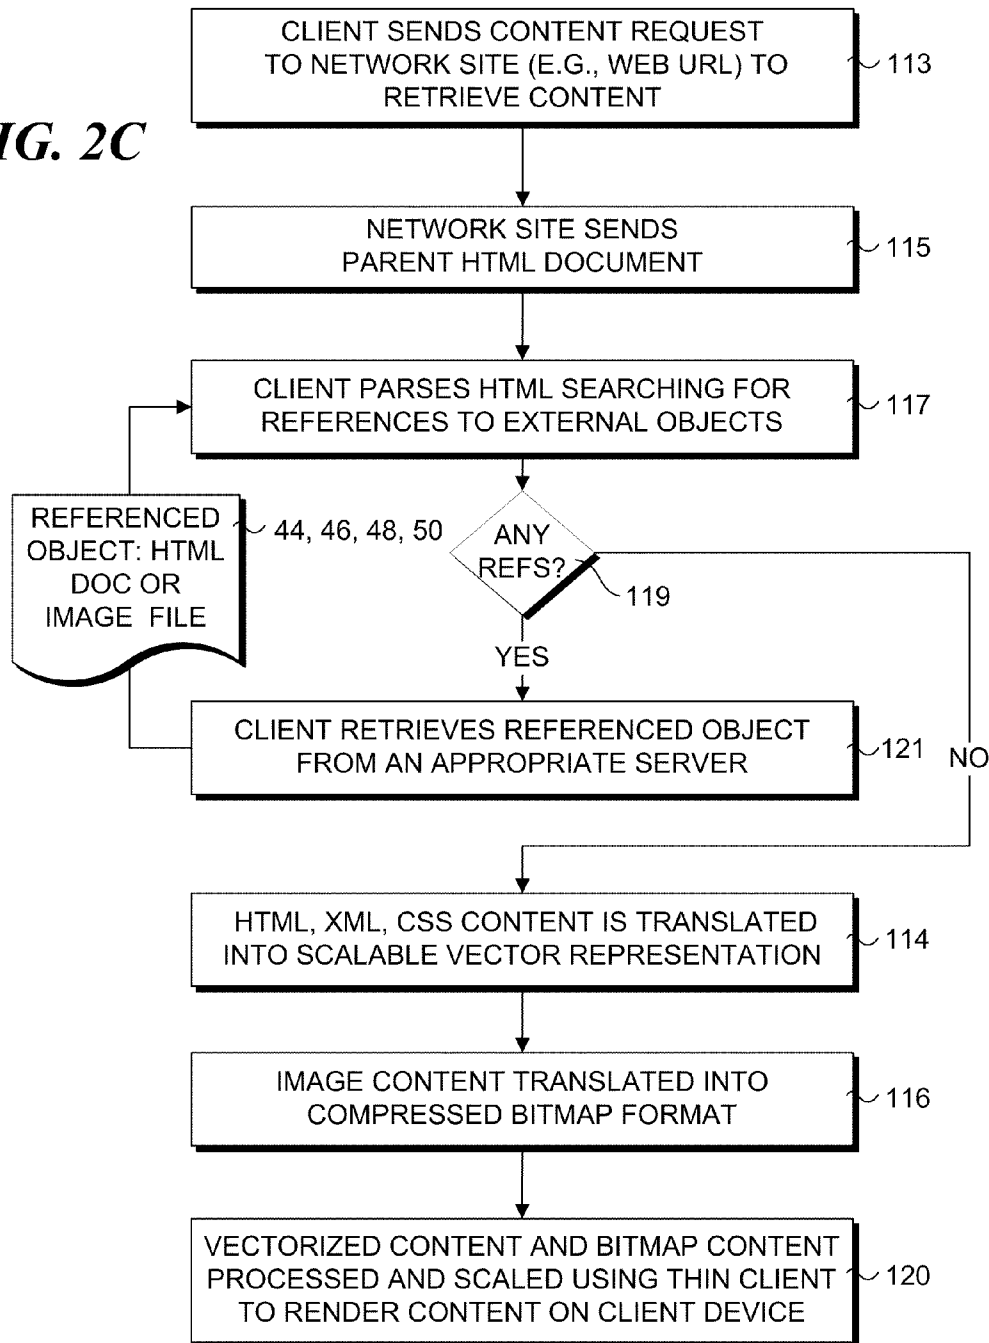 CLIENT SENDS CONTENT REQUEST
TO NETWORK SITE (E.G., WEB URL) TO
RETRIEVE CONTENT
113
IG. 2C
NETWORK SITE SENDS
PARENT HTML DOCUMENT
115
CLIENT PARSES HTML SEARCHING FOR
REFERENCES TO EXTERNAL OBJECTS
117
REFERENCED
OBJECT: HTML
DOC OR
IMAGE FILE
44, 46, 48, 50
ANY
REFS?
119
YES
CLIENT RETRIEVES REFERENCED OBJECT
FROM AN APPROPRIATE SERVER
121
NO
HTML, XML, CSS CONTENT IS TRANSLATED
INTO SCALABLE VECTOR REPRESENTATION
114
IMAGE CONTENT TRANSLATED INTO
COMPRESSED BITMAP FORMAT
116
VECTORIZED CONTENT AND BITMAP CONTENT
PROCESSED AND SCALED USING THIN CLIENT
TO RENDER CONTENT ON CLIENT DEVICE
120